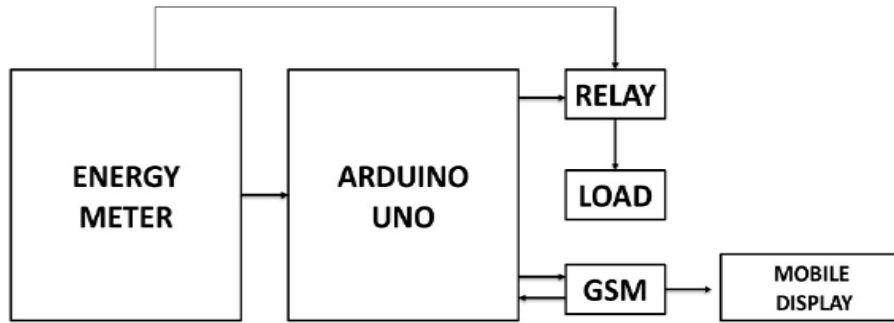 ENERGY
METER
ARDUINO
UNO
RELAY
LOAD
GSM
MOBILE
DISPLAY